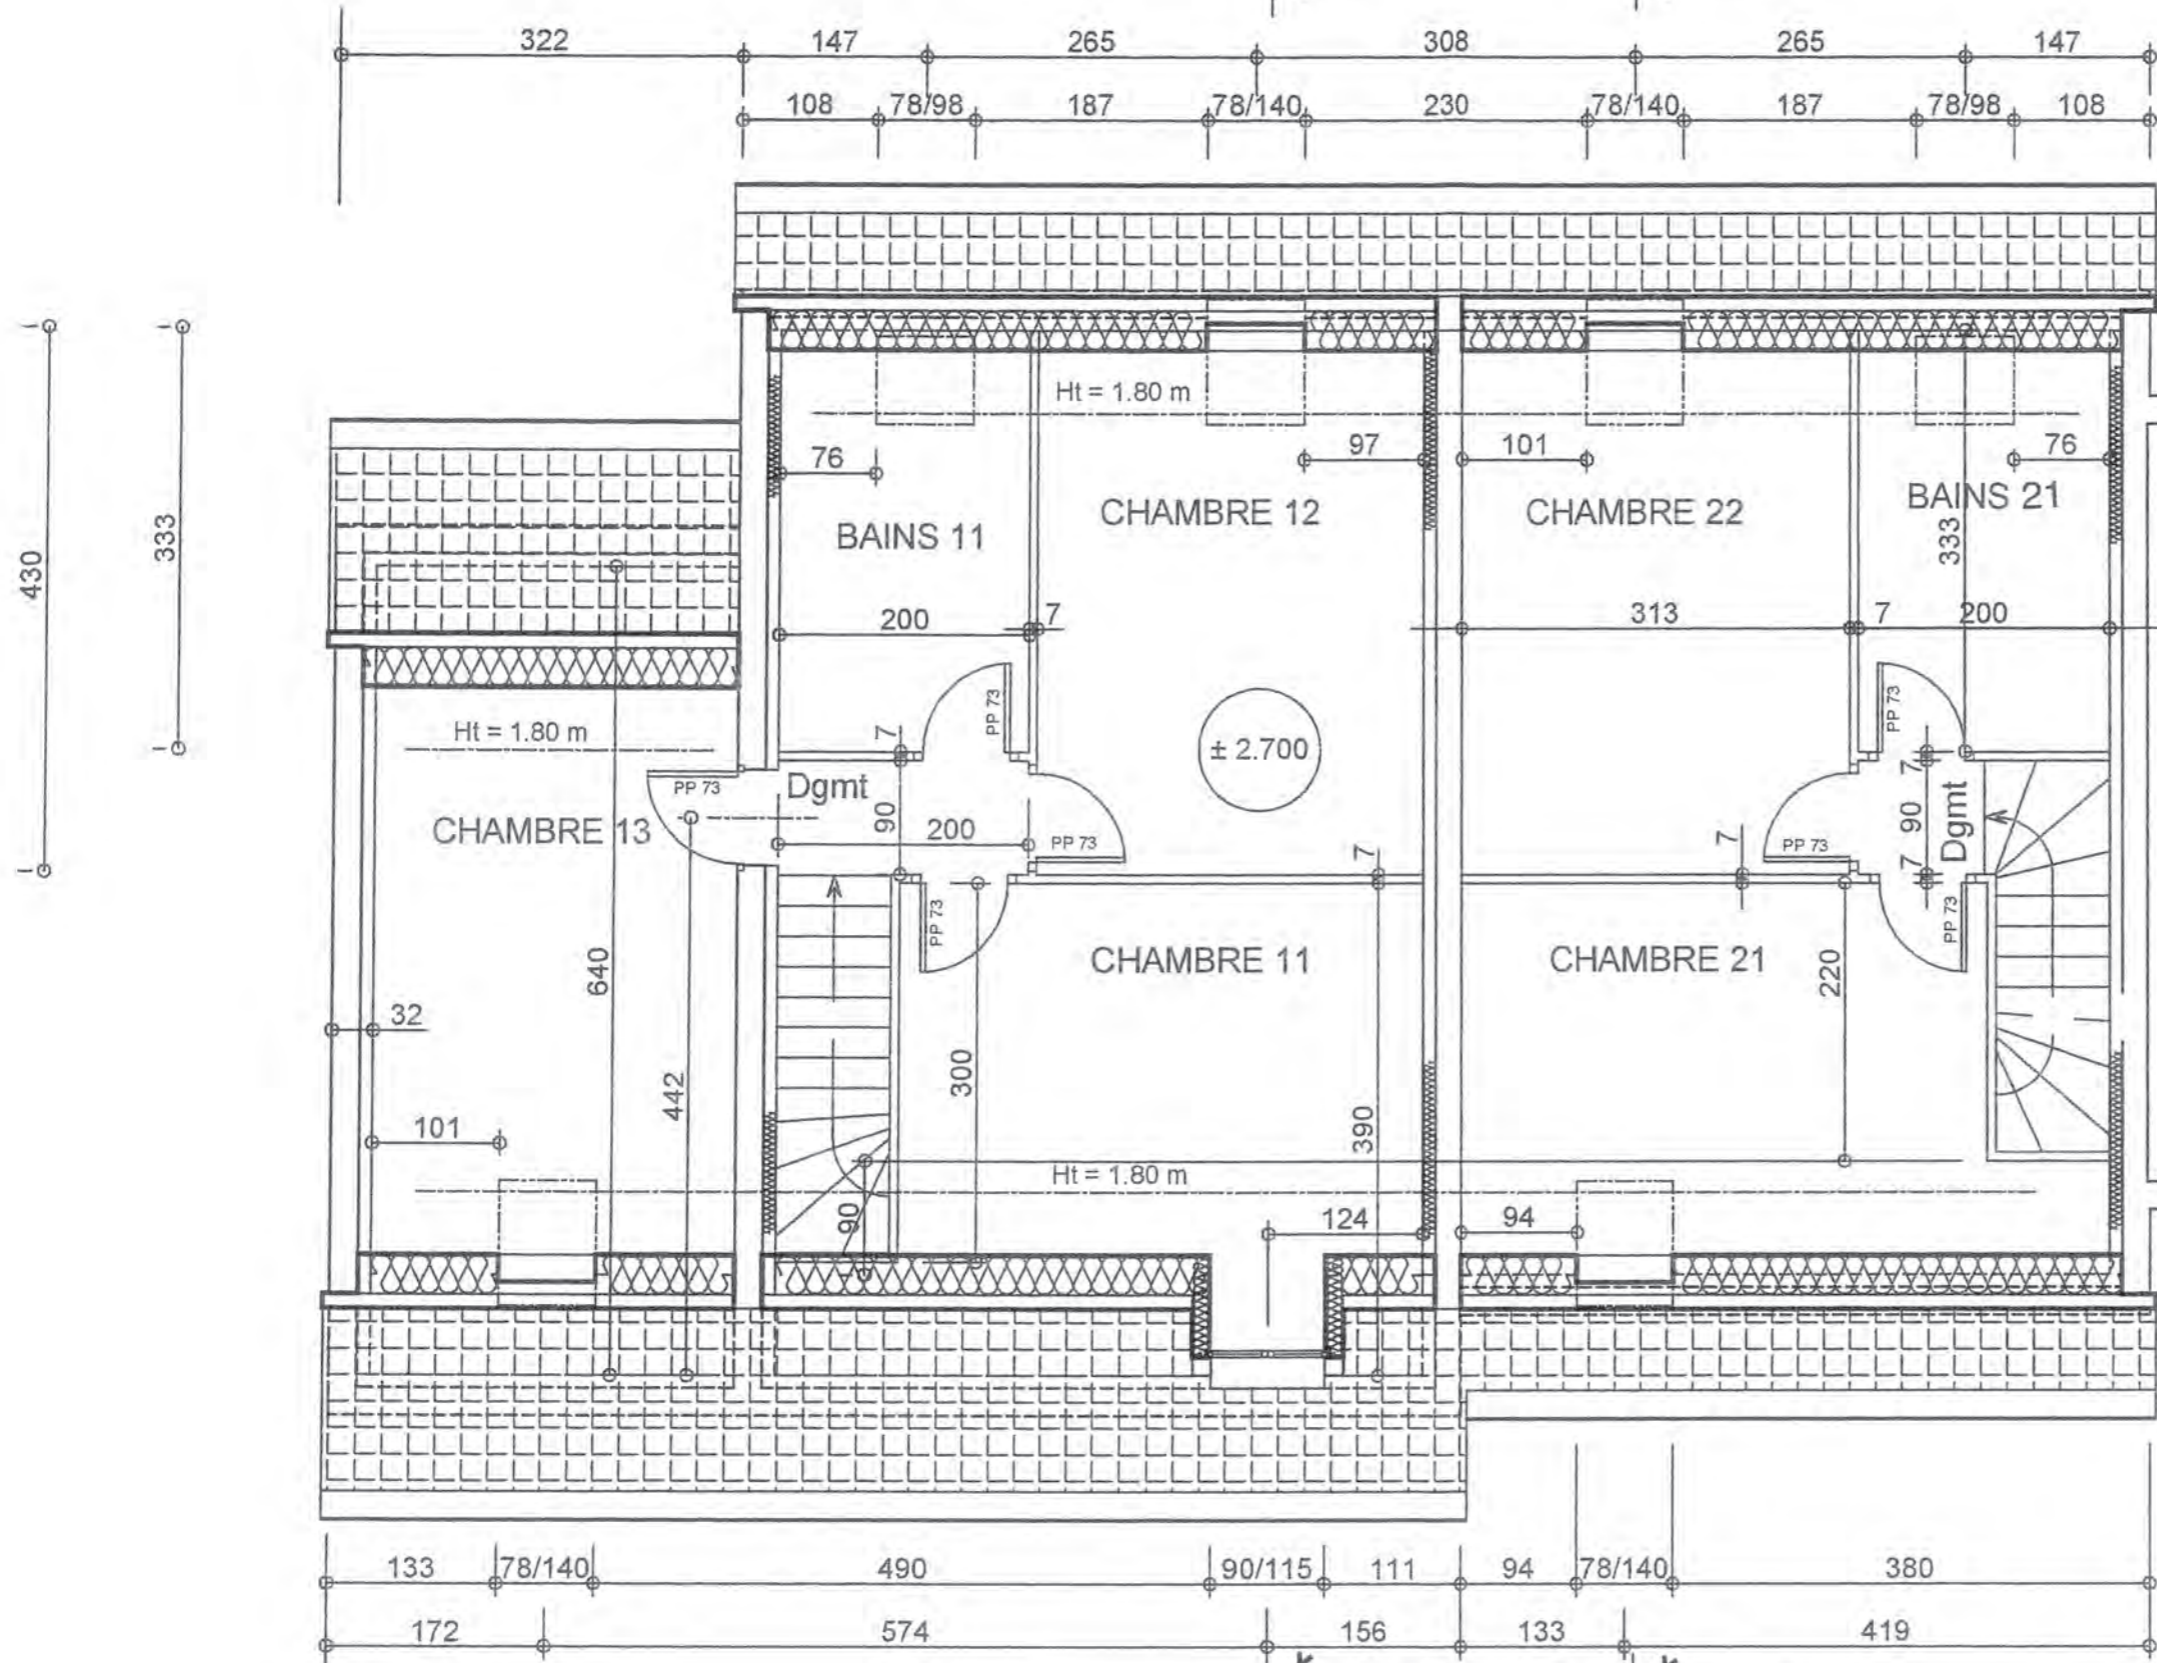 322 147 265 308 265 147
108 78/98 187 78/140 230 78/140 187 78/98 108
430
333
Ht = 1.80 m
76
97
101
76
BAINS 11
CHAMBRE 12
CHAMBRE 22
BAINS 21
333
200
7
313
7
200
PP 73
PP 73
Ht = 1.80 m
7
± 2.700
PP 73
Dgmt
CHAMBRE 13
90
200
PP 73
7
7
PP 73
7
90
7
Dgmt
PP 73
PP 73
CHAMBRE 11
CHAMBRE 21
640
220
32
442
300
101
390
Ht = 1.80 m
90
124
94
133 78/140 490 90/115 111 94 78/140 380
172 574 156 133 419